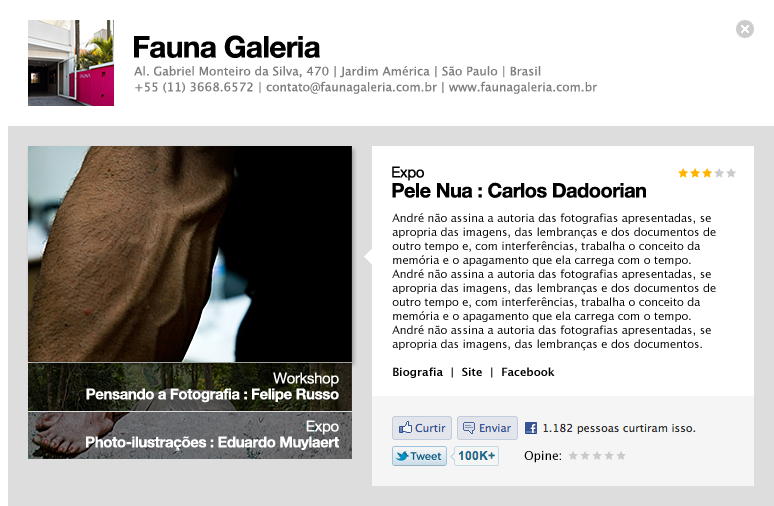 Fauna Galeria
Al. Gabriel Monteiro da Silva, 470 | Jardim América | São Paulo | Brasil
+55 (11) 3668.6572 | contato@faunagaleria.com.br | www.faunagaleria.com.br
FAUNA
Expo
Pele Nua : Carlos Dadoorian
André não assina a autoria das fotografias apresentadas, se
apropria das imagens, das lembranças e dos documentos de
outro tempo e, com interferências, trabalha o conceito da
memória e o apagamento que ela carrega com o tempo.
André não assina a autoria das fotografias apresentadas, se
apropria das imagens, das lembranças e dos documentos de
outro tempo e, com interferências, trabalha o conceito da
memória e o apagamento que ela carrega com o tempo.
André não assina a autoria das fotografias apresentadas, se
apropria das imagens, das lembranças e dos documentos.
Biografia | Site | Facebook
Workshop
Pensando a Fotografia : Felipe Russo
Expo
Photo-ilustrações : Eduardo Muylaert
Curtir Enviar 1.182 pessoas curtiram isso.
Tweet 100K+ Opine: